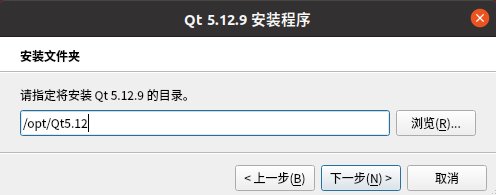 Qt 5.12.9 安装程序
安装文件夹
请指定将安装 Qt 5.12.9 的目录。
/opt/Qt5.12
浏览(R)...
< 上一步(B)
下一步(N) >
取消